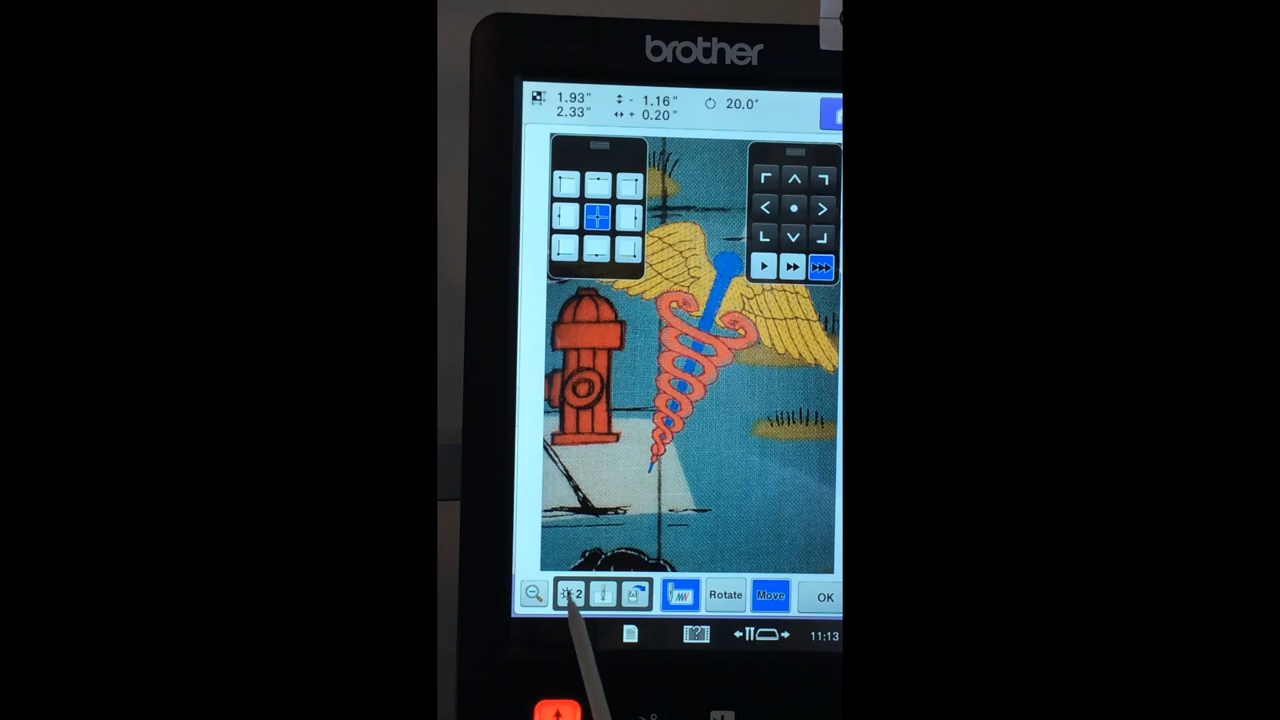 brother
1.93" - 1.16" 20.0°
2.33" + 0.20"
2 Rotate Move OK
?
11:13